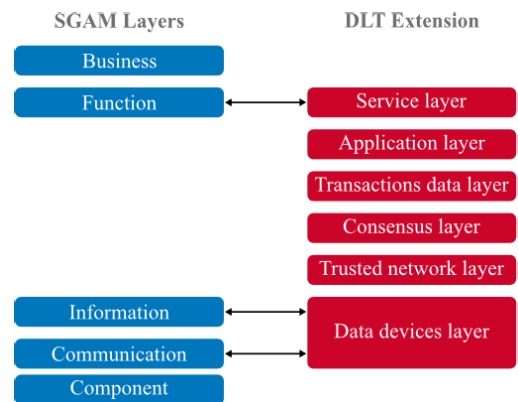 SGAM Layers
DLT Extension
Business
Function
Service layer
Application layer
Transactions data layer
Consensus layer
Trusted network layer
Information
Data devices layer
Communication
Component